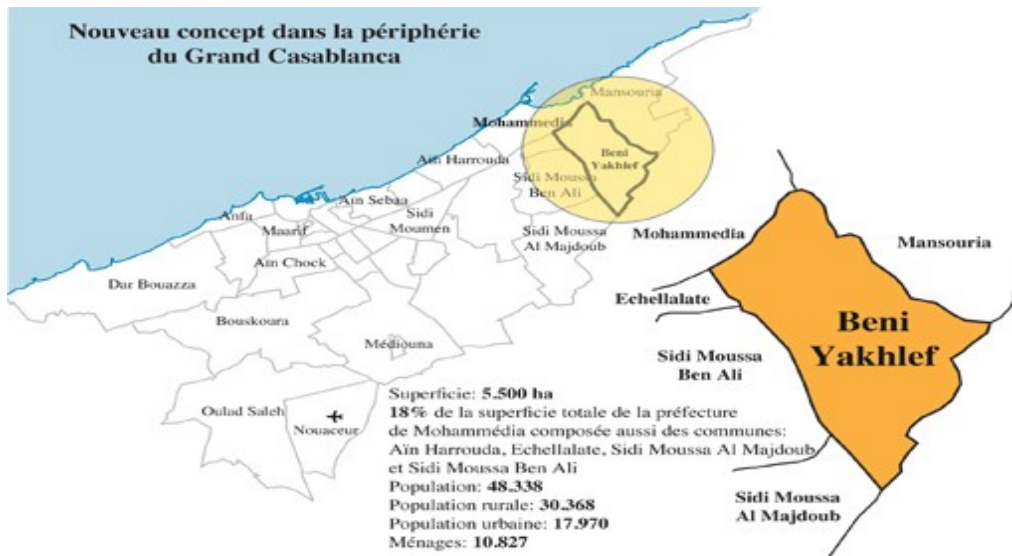 Nouveau concept dans la périphérie
du Grand Casablanca
Mansouria
Mohammedia
Beni
Yakhlef
Aïn Harrouda
Sidi Moussa
Ben Ali
Aïn Sebaa
Sidi
Moumen
Anfa
Maarif
Sidi Moussa
Al Majdoub
Aïn Chock
Dar Bouazza
Bouskoura
Médiouna
Oulad Saleh
Nouaceur
Mohammedia
Mansouria
Echellalate
Beni
Yakhlef
Sidi Moussa
Ben Ali
Sidi Moussa
Al Majdoub
Superficie: 5.500 ha
18% de la superficie totale de la préfecture
de Mohammédia composée aussi des communes:
Aïn Harrouda, Echellalate, Sidi Moussa Al Majdoub
et Sidi Moussa Ben Ali
Population: 48.338
Population rurale: 30.368
Population urbaine: 17.970
Ménages: 10.827